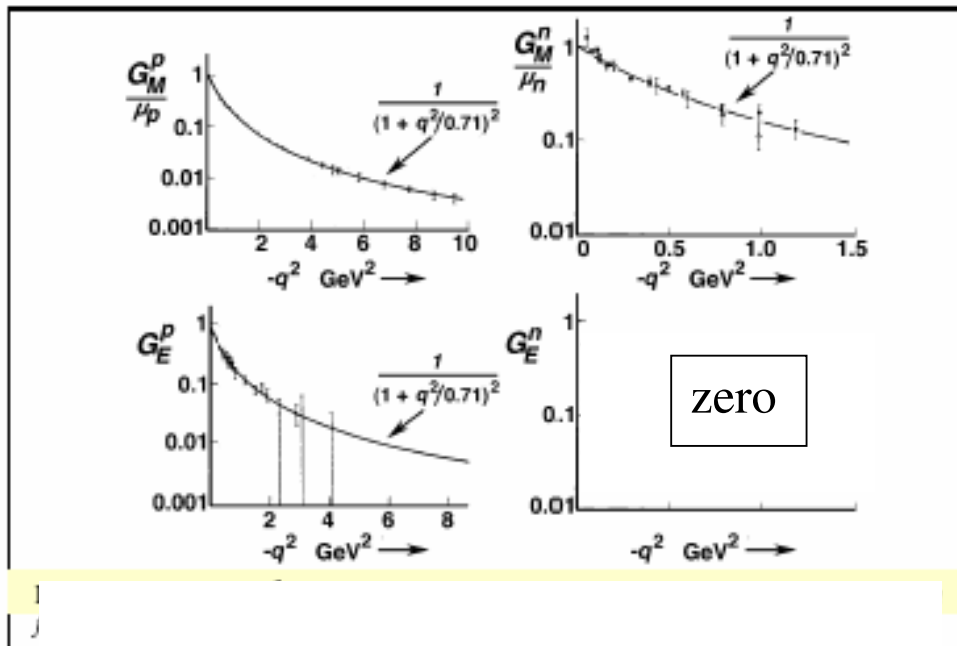 G_M^p / μ_p
1
0.1
0.01
0.001
1 / (1 + q²/0.71)²
2 4 6 8 10
-q² GeV² →
G_M^n / μ_n
1
0.1
0.01
1 / (1 + q²/0.71)²
0 0.5 1.0 1.5
-q² GeV² →
G_E^p
1
0.1
0.01
0.001
1 / (1 + q²/0.71)²
2 4 6 8
-q² GeV² →
G_E^n
1
0.1
0.01
zero
-q² GeV² →